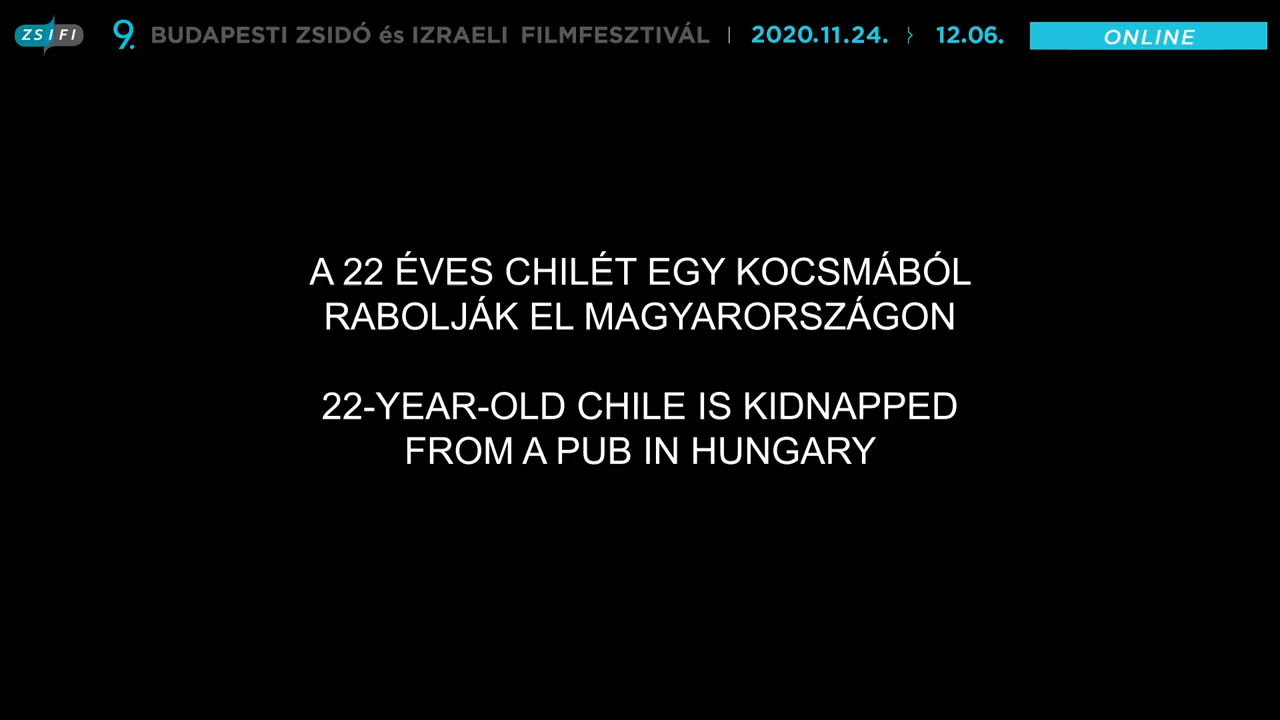 ZSIFI 9. BUDAPESTI ZSIDÓ és IZRAELI FILMFESZTIVÁL | 2020.11.24. 12.06. ONLINE
A 22 ÉVES CHILÉT EGY KOCSMÁBÓL
RABOLJÁK EL MAGYARORSZÁGON
22-YEAR-OLD CHILE IS KIDNAPPED
FROM A PUB IN HUNGARY